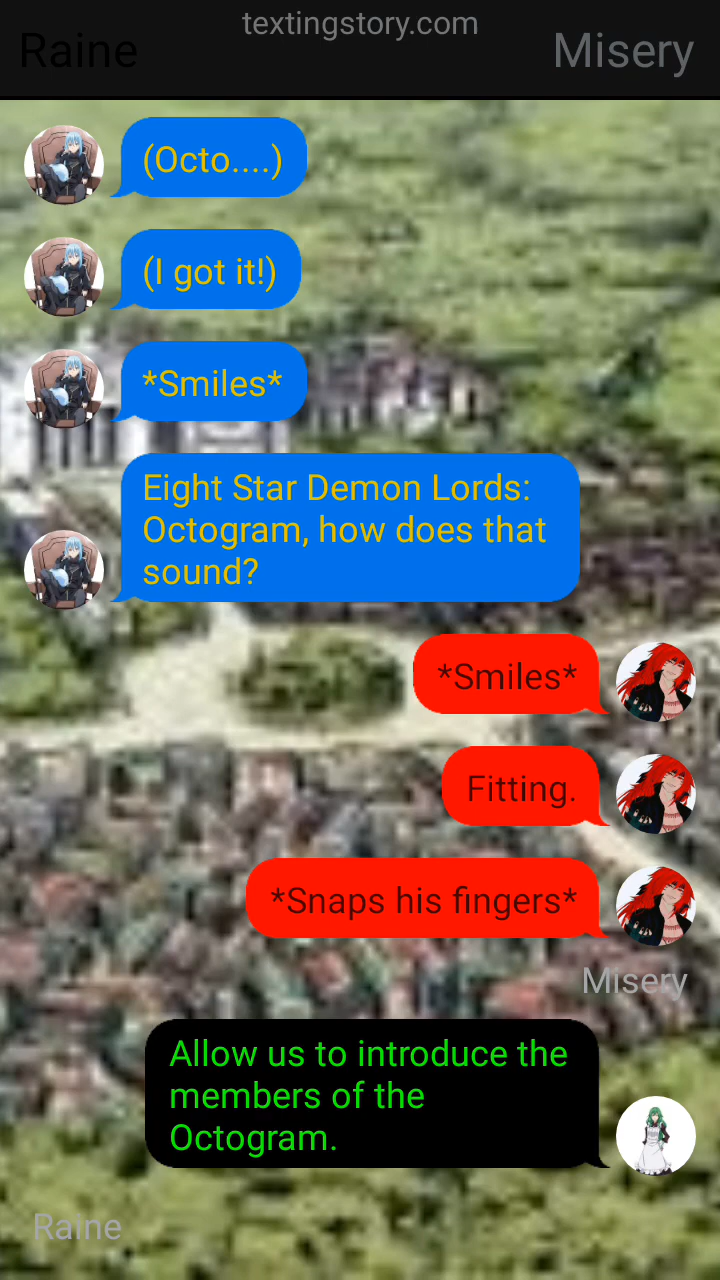 textingstory.com
Raine
Misery
(Octo....)
(I got it!)
*Smiles*
Eight Star Demon Lords:
Octogram, how does that
sound?
*Smiles*
Fitting.
*Snaps his fingers*
Misery
Allow us to introduce the
members of the
Octogram.
Raine